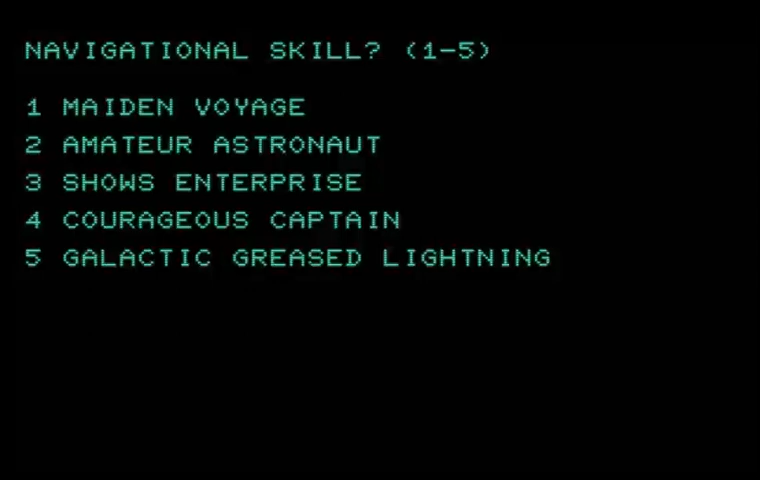 NAVIGATIONAL SKILL? (1-5)
1 MAIDEN VOYAGE
2 AMATEUR ASTRONAUT
3 SHOWS ENTERPRISE
4 COURAGEOUS CAPTAIN
5 GALACTIC GREASED LIGHTNING